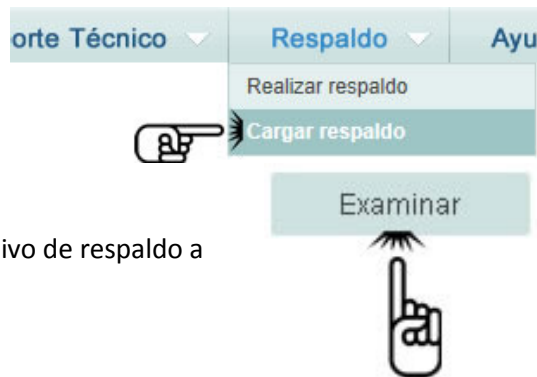 orte Técnico Respaldo Ayu
Realizar respaldo
Cargar respaldo
Examinar
ivo de respaldo a